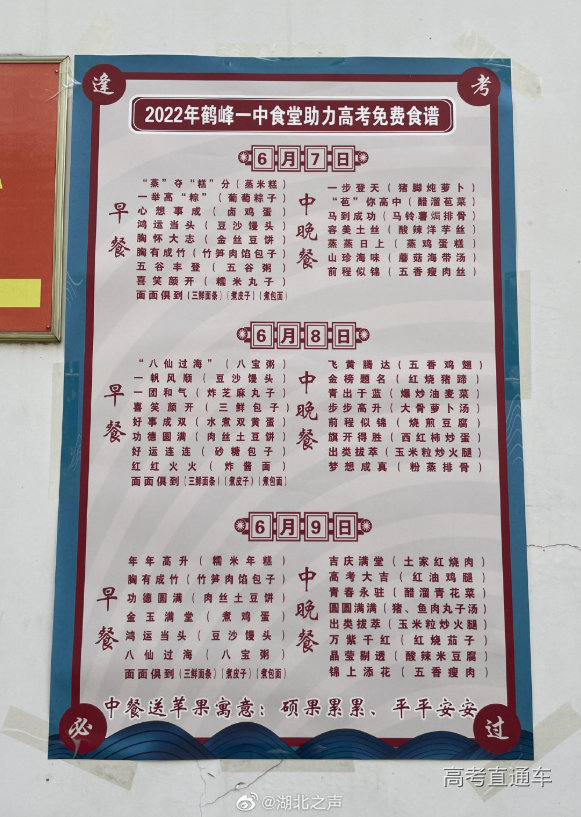 逢
考
2022年鹤峰一中食堂助力高考免费食谱
6月7日
早餐
“蒸”夺“糕”分（蒸米糕）
一举高“粽”（葡萄粽子）
心想事成（卤鸡蛋）
鸿运当头（豆沙馒头）
胸怀大志（金丝豆饼）
胸有成竹（竹笋肉馅包子）
五谷丰登（五谷粥）
喜笑颜开（糯米丸子）
面面俱到（三鲜面条）（煮皮子）（煮包面）
中晚餐
一步登天（猪脚炖萝卜）
“苞”你高中（醋溜苞菜）
马到成功（马铃薯焗排骨）
容美土丝（酸辣洋芋丝）
蒸蒸日上（蒸鸡蛋糕）
山珍海味（蘑菇海带汤）
前程似锦（五香瘦肉丝）
6月8日
早餐
“八仙过海”（八宝粥）
一帆风顺（豆沙馒头）
一团和气（炸芝麻丸子）
喜笑颜开（三鲜包子）
好事成双（水煮双黄蛋）
功德圆满（肉丝土豆饼）
好运连连（砂糖包子）
红红火火（炸酱面）
面面俱到（三鲜面条）（煮皮子）（煮包面）
中晚餐
飞黄腾达（五香鸡翅）
金榜题名（红烧猪蹄）
青出于蓝（爆炒油麦菜）
步步高升（大骨萝卜汤）
前程似锦（烧煎豆腐）
旗开得胜（西红柿炒蛋）
出类拔萃（玉米粒炒火腿）
梦想成真（粉蒸排骨）
6月9日
早餐
年年高升（糯米年糕）
胸有成竹（竹笋肉馅包子）
功德圆满（肉丝土豆饼）
金玉满堂（煮鸡蛋）
鸿运当头（豆沙馒头）
八仙过海（八宝粥）
面面俱到（三鲜面条）（煮皮子）（煮包面）
中晚餐
吉庆满堂（土家红烧肉）
高考大吉（红油鸡腿）
青春永驻（醋溜青花菜）
圆圆满满（猪、鱼肉丸子汤）
出类拔萃（玉米粒炒火腿）
万紫千红（红烧茄子）
晶莹剔透（酸辣米豆腐）
锦上添花（五香瘦肉）
中餐送苹果寓意：硕果累累、平平安安
必
过
高考直通车
@湖北之声